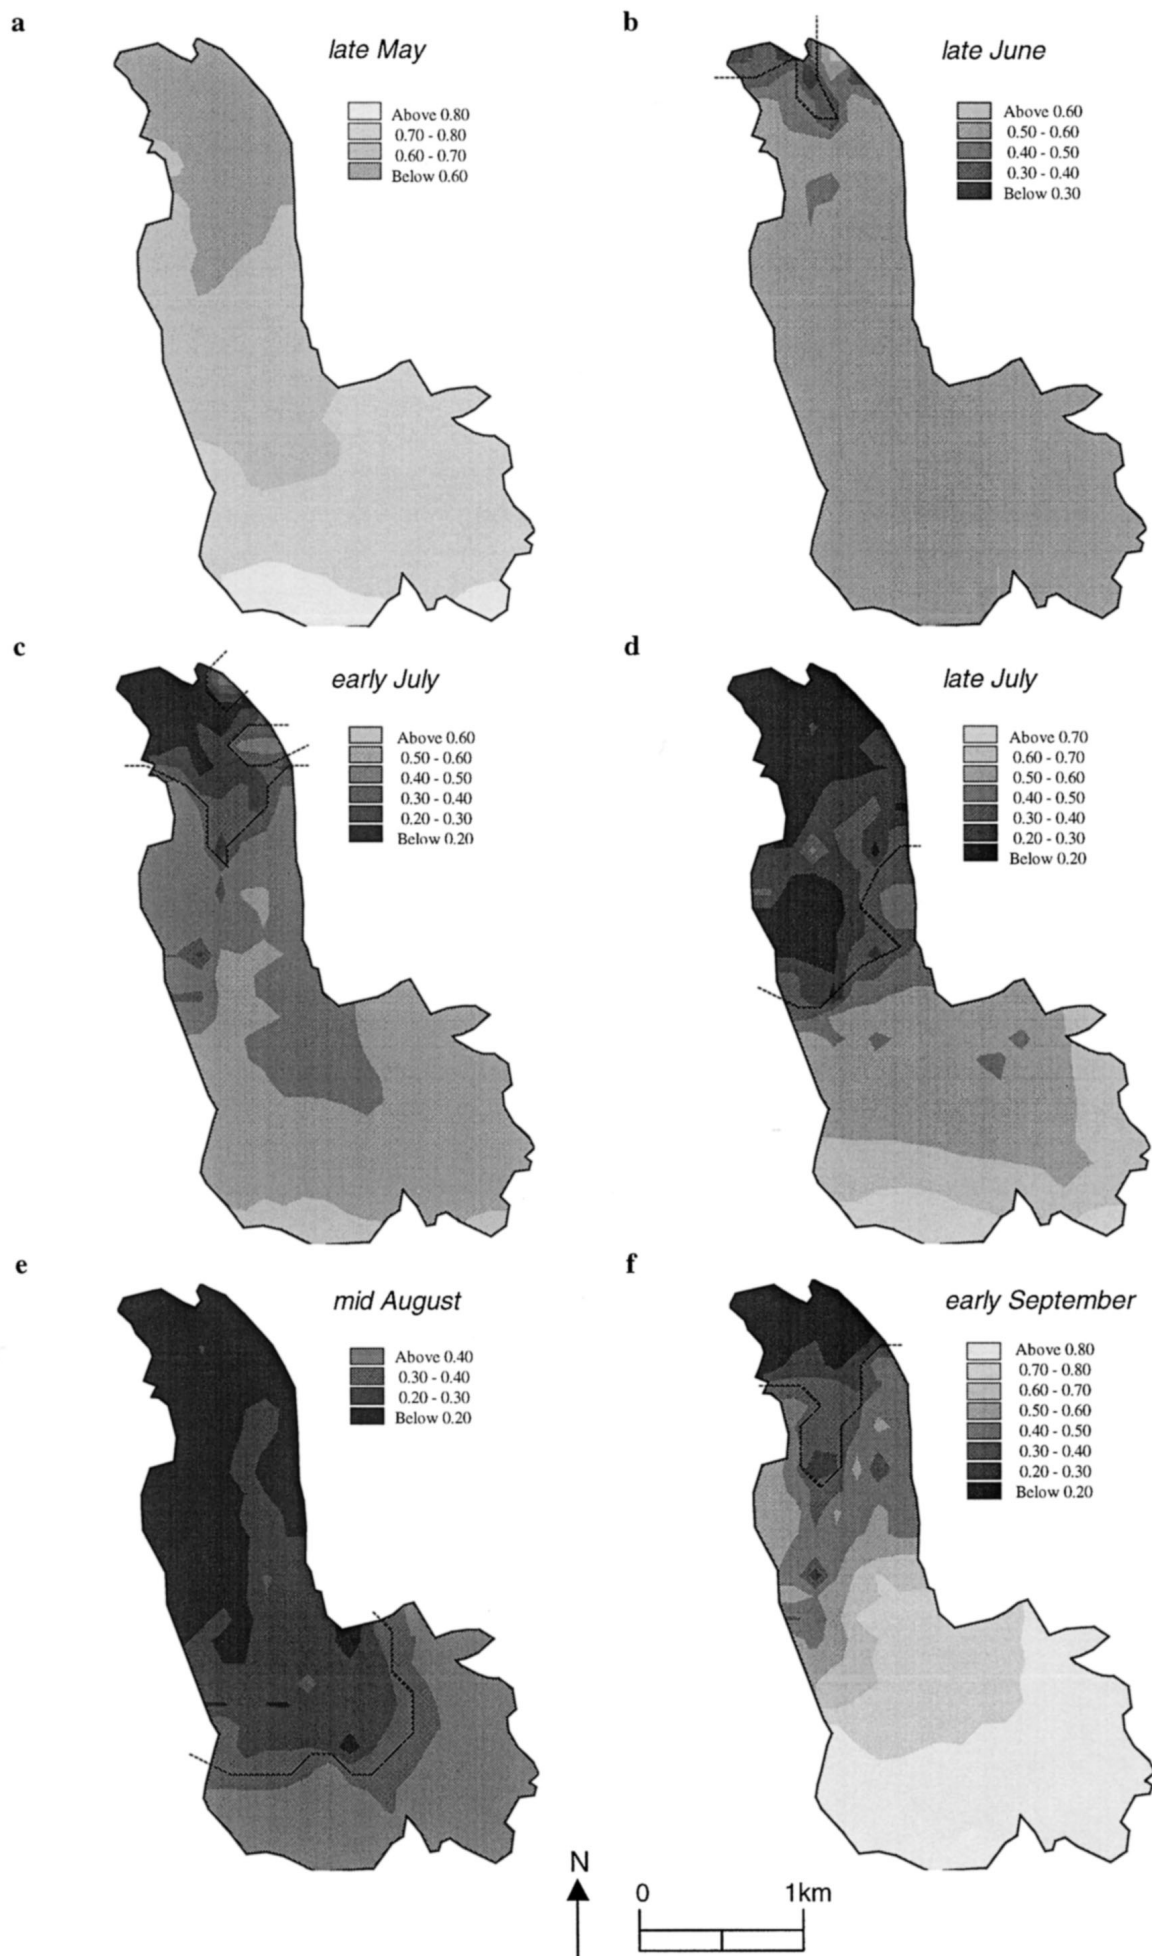 a
late May
Above 0.80
0.70 - 0.80
0.60 - 0.70
Below 0.60
b
late June
Above 0.60
0.50 - 0.60
0.40 - 0.50
0.30 - 0.40
Below 0.30
c
early July
Above 0.60
0.50 - 0.60
0.40 - 0.50
0.30 - 0.40
0.20 - 0.30
Below 0.20
d
late July
Above 0.70
0.60 - 0.70
0.50 - 0.60
0.40 - 0.50
0.30 - 0.40
0.20 - 0.30
Below 0.20
e
mid August
Above 0.40
0.30 - 0.40
0.20 - 0.30
Below 0.20
f
early September
Above 0.80
0.70 - 0.80
0.60 - 0.70
0.50 - 0.60
0.40 - 0.50
0.30 - 0.40
0.20 - 0.30
Below 0.20
N
0 1km